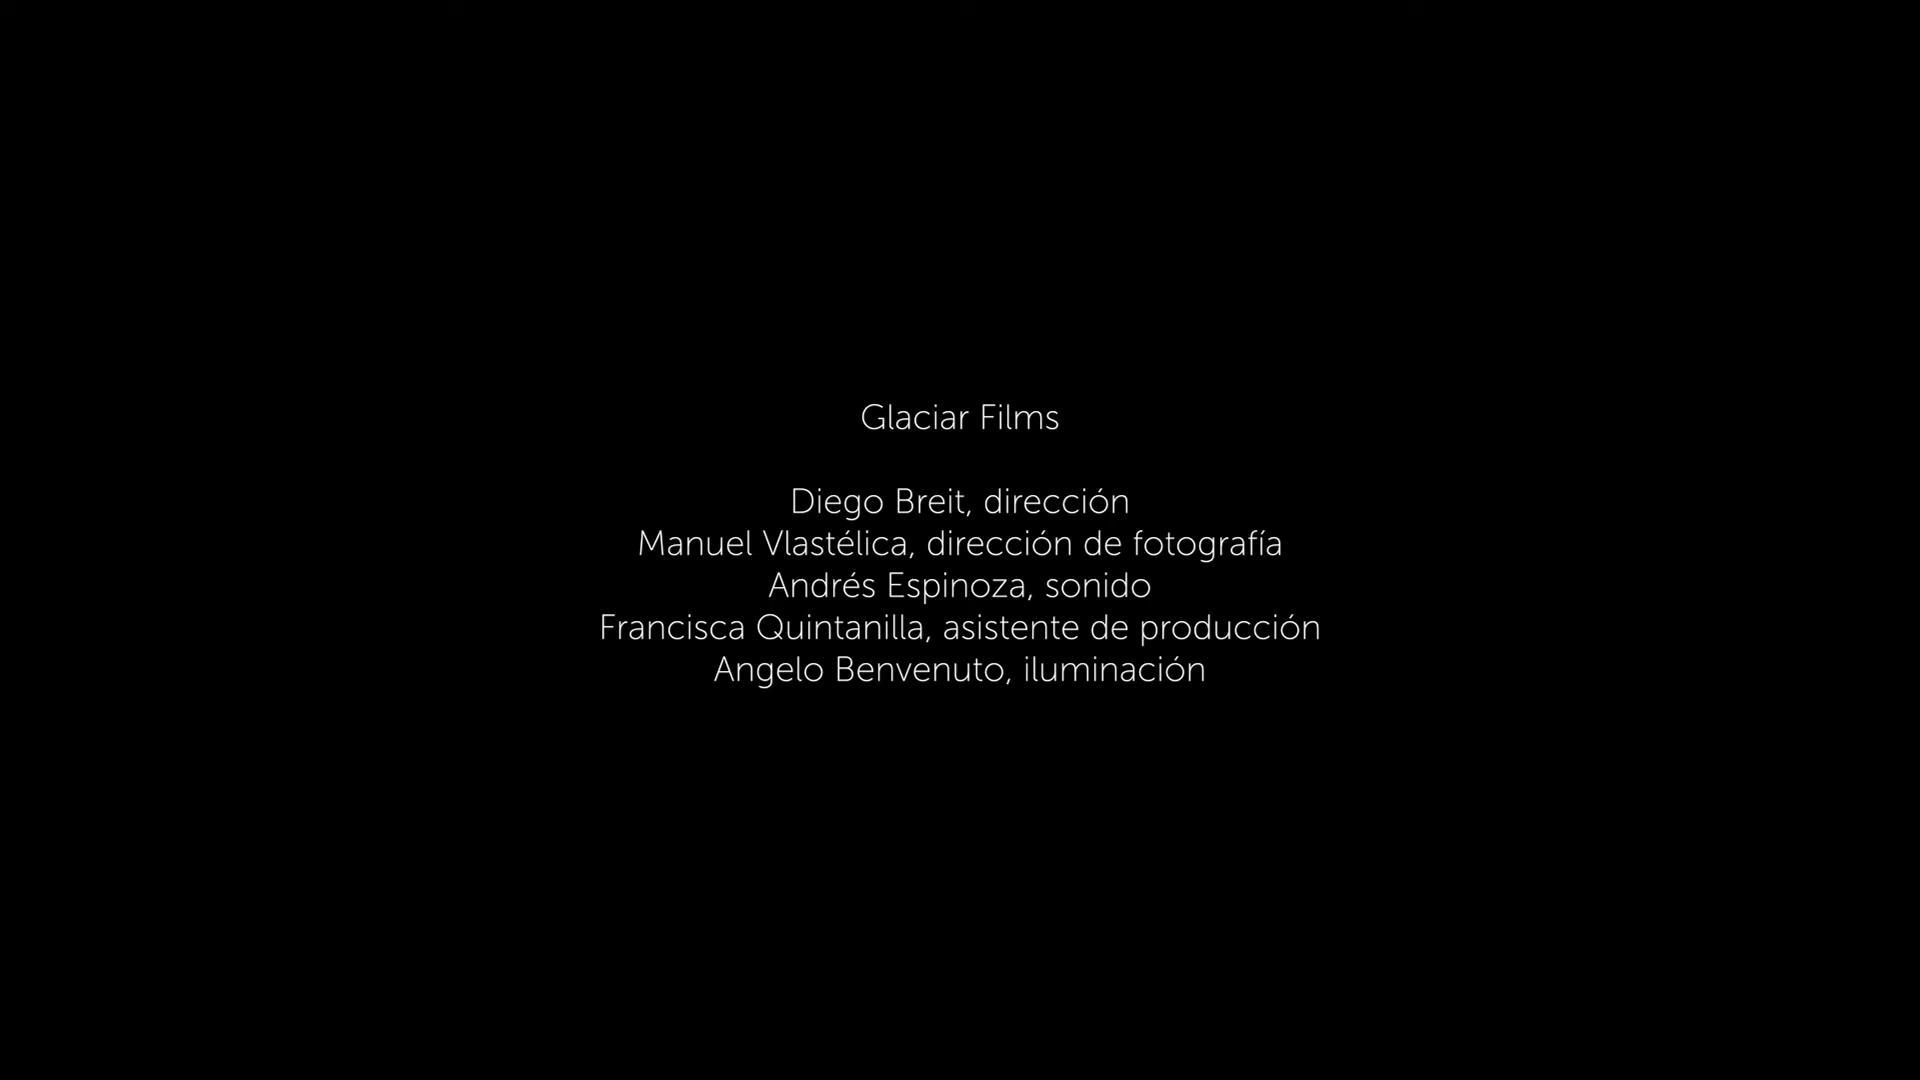 Glaciar Films
Diego Breit, dirección
Manuel Vlastélica, dirección de fotografía
Andrés Espinoza, sonido
Francisca Quintanilla, asistente de producción
Angelo Benvenuto, iluminación